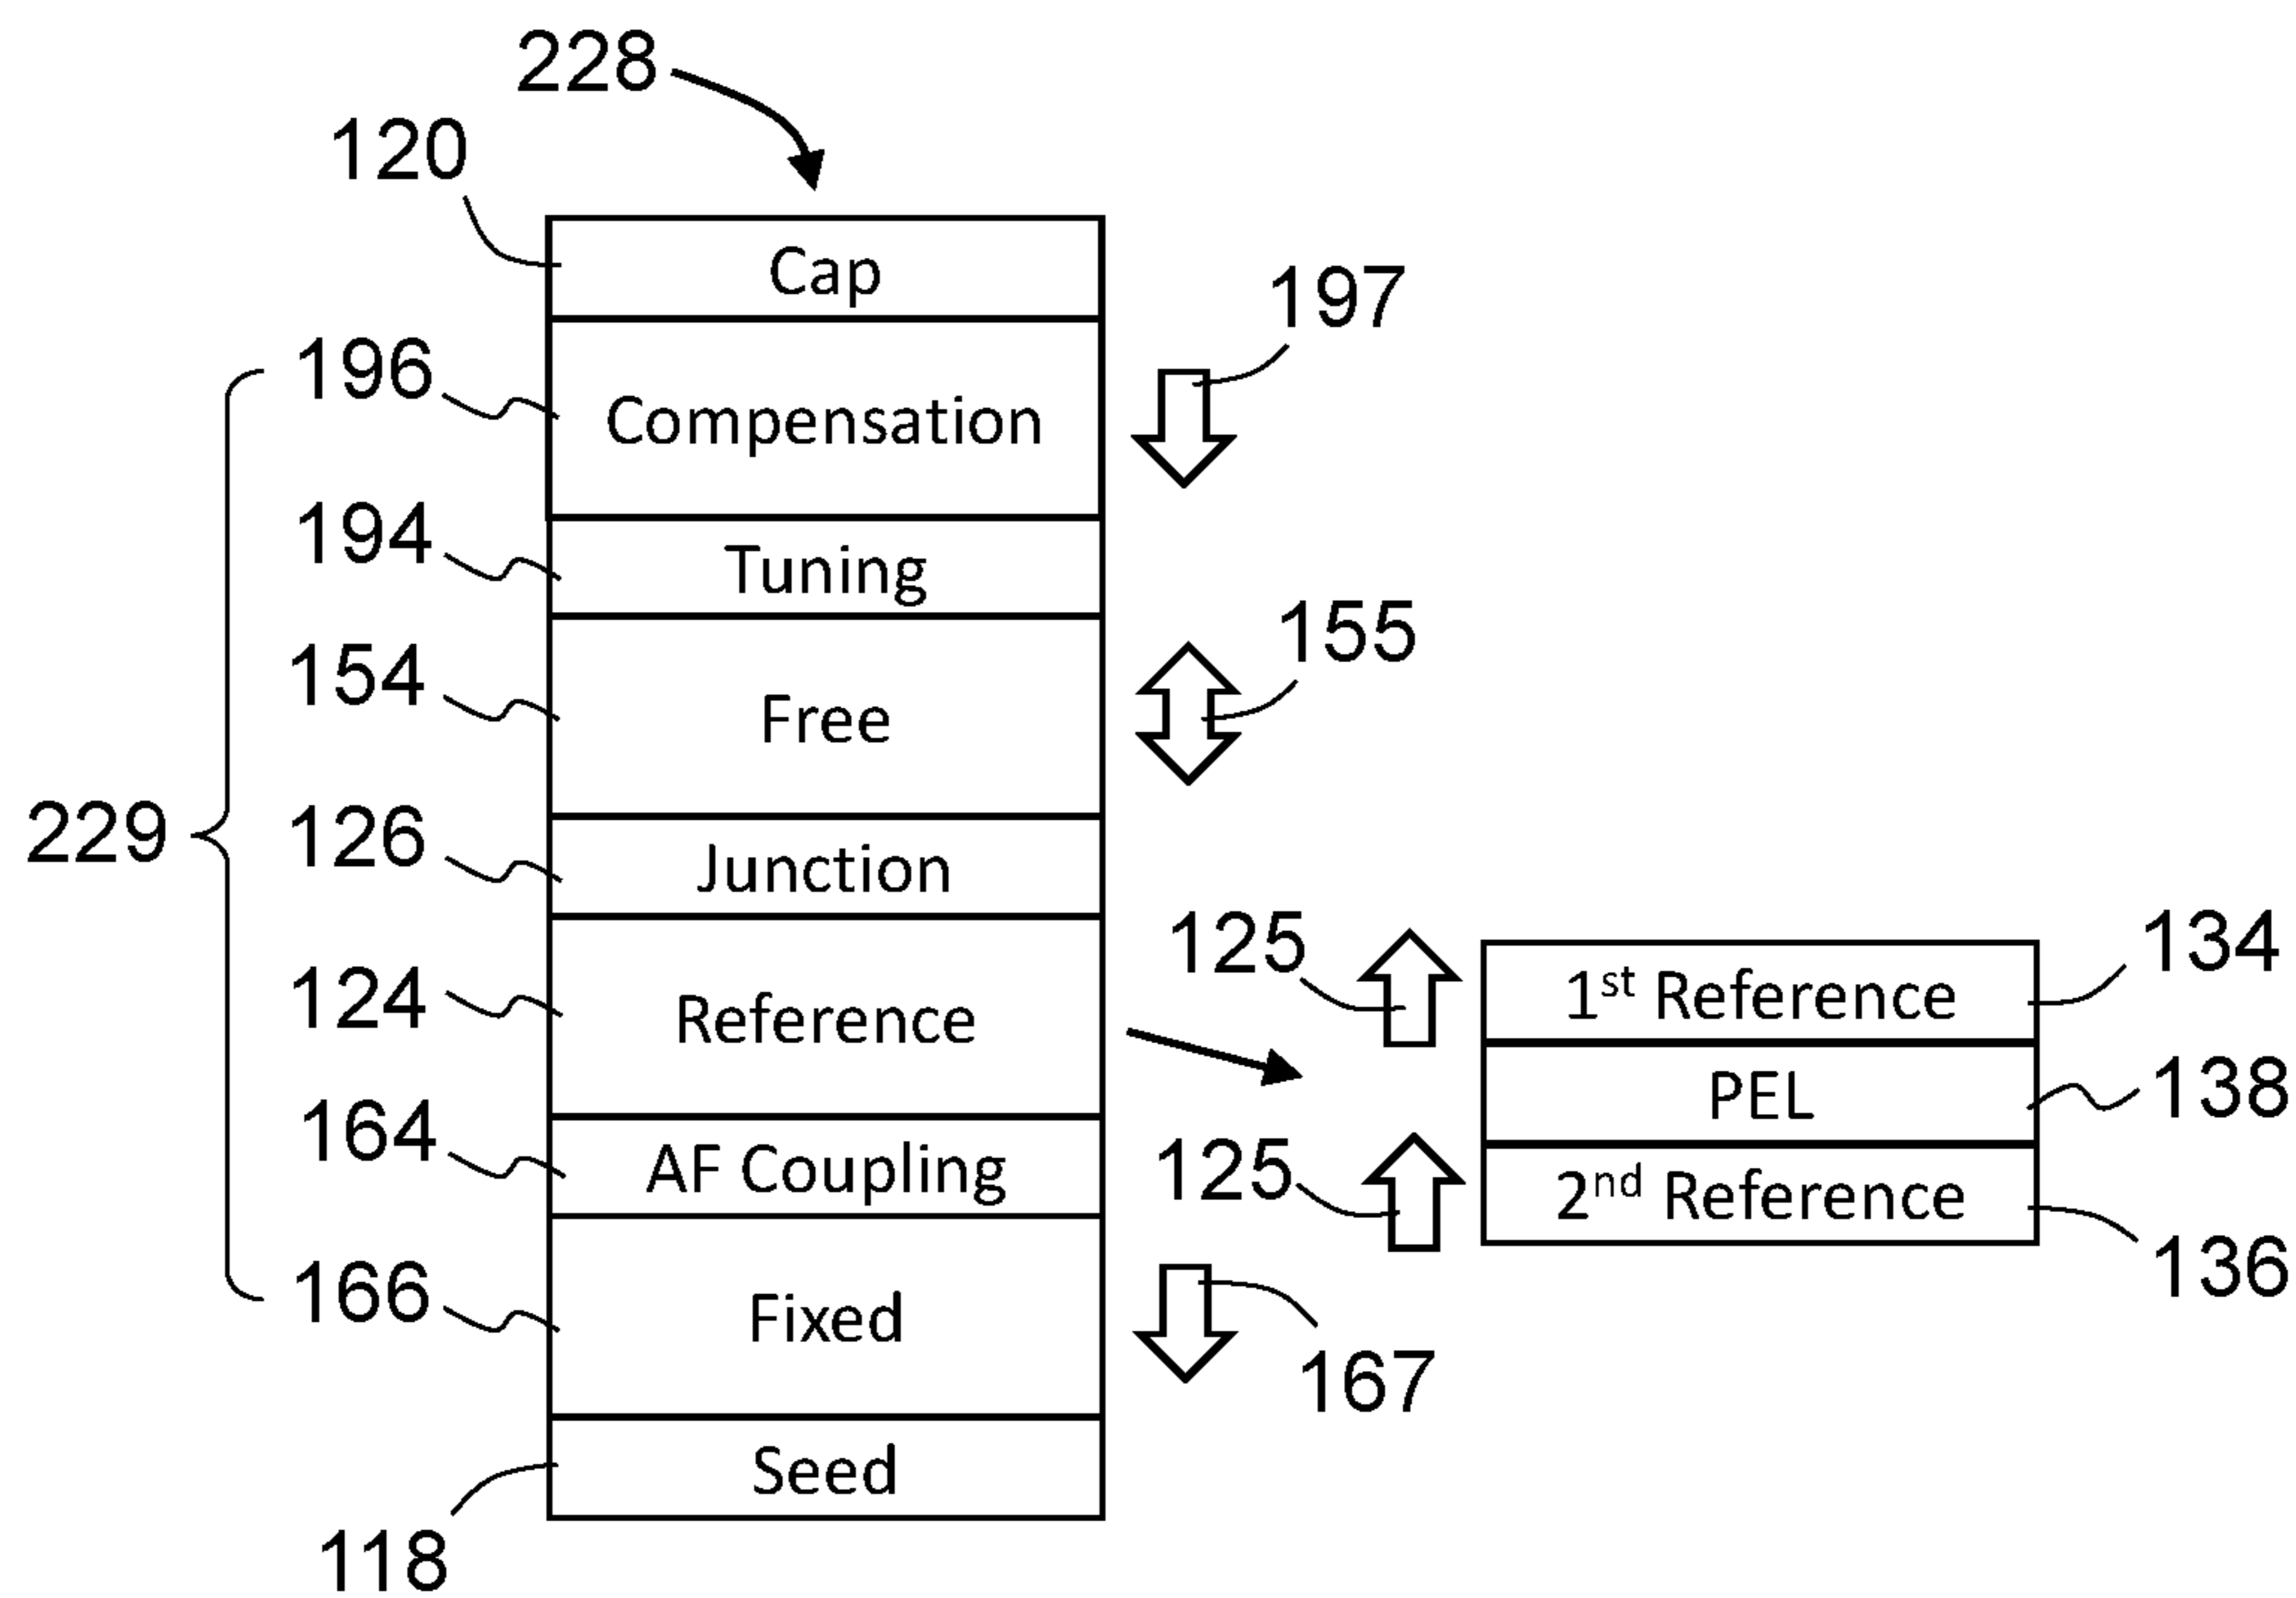 228
120
Cap
197
196
Compensation
194
Tuning
155
154
Free
229
126
Junction
125
134
1st Reference
124
Reference
138
PEL
164
AF Coupling
125
2nd Reference
136
166
Fixed
167
Seed
118